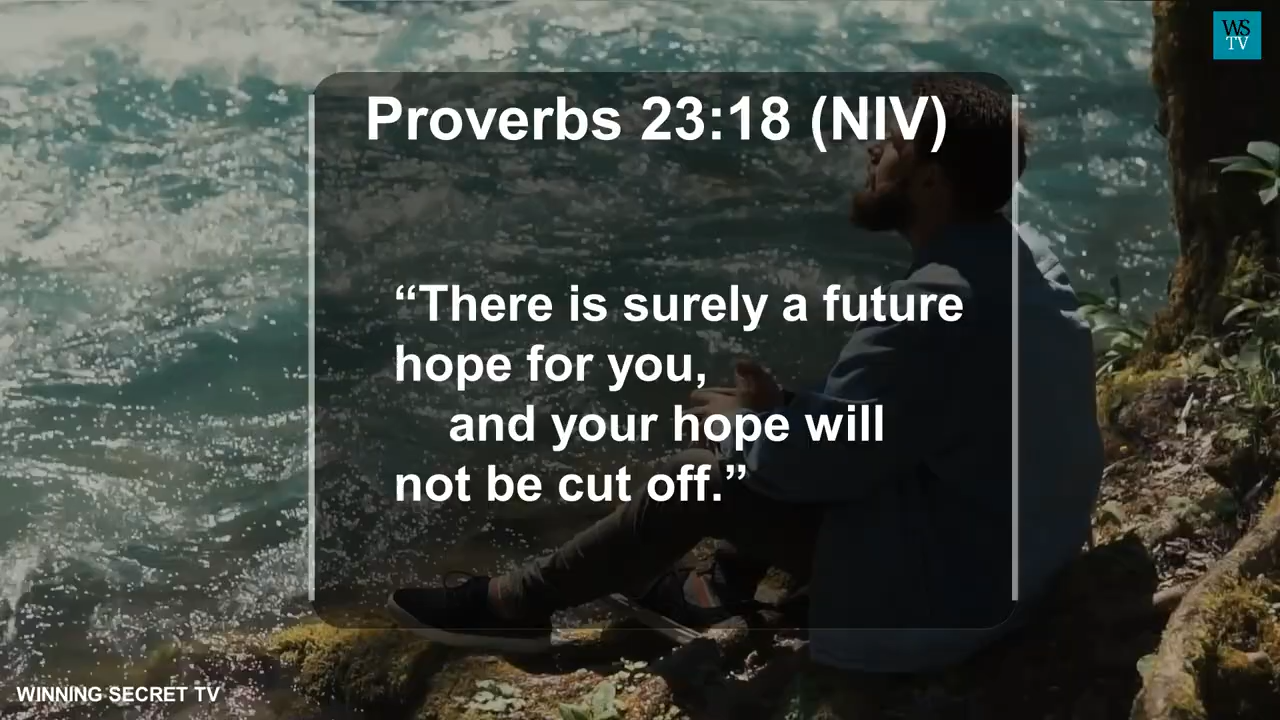 WS
TV
Proverbs 23:18 (NIV)
“There is surely a future
hope for you,
and your hope will
not be cut off.”
WINNING SECRET TV